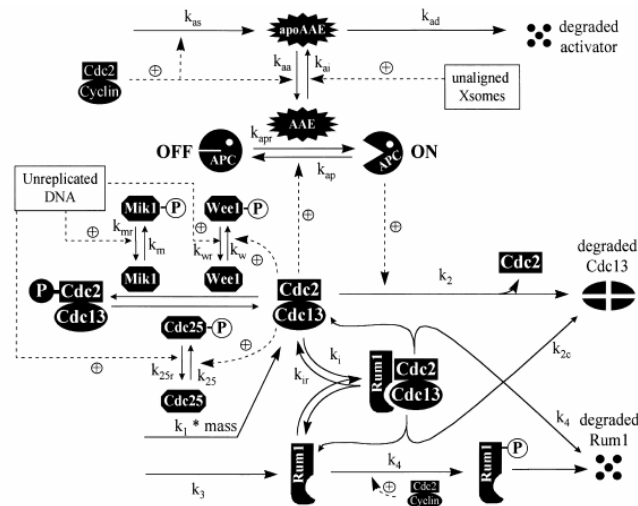 k_as
apoAAE
k_ad
degraded
activator
Cdc2
Cyclin
⊕
k_aa
k_ai
⊕
unaligned
Xsomes
AAE
OFF
APC
k_apr
k_ap
APC
ON
Unreplicated
DNA
Mik1
P
Wee1
P
⊕
k_mr
k_m
⊕
k_wr
k_w
⊕
⊕
⊕
Mik1
Wee1
P
Cdc2
Cdc13
Cdc2
Cdc13
k_2
Cdc2
degraded
Cdc13
Cdc25
P
⊕
⊕
k_25r
k_25
Cdc25
k_i
k_ir
Rum1
Cdc2
Cdc13
k_2c
k_1 * mass
k_4
degraded
Rum1
k_3
Rum1
k_4
⊕
Cdc2
Cyclin
Rum1
P